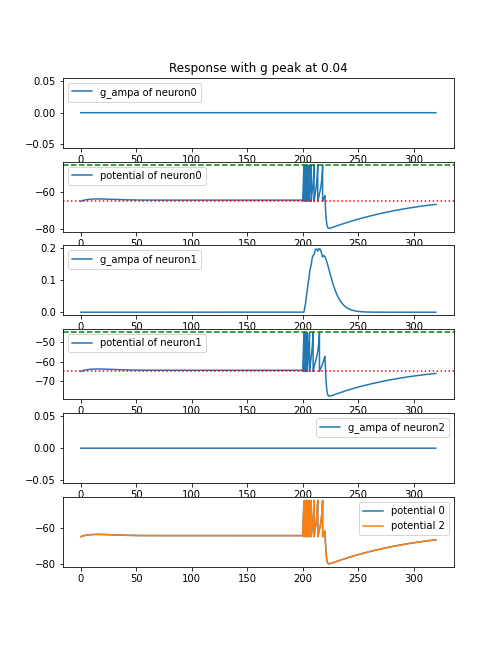 Response with g peak at 0.04
0.05
0.00
−0.05
g_ampa of neuron0
0 50 100 150 200 250 300
−60
−80
potential of neuron0
0 50 100 150 200 250 300
0.2
0.1
0.0
g_ampa of neuron1
0 50 100 150 200 250 300
−50
−60
−70
potential of neuron1
0 50 100 150 200 250 300
0.05
0.00
−0.05
g_ampa of neuron2
0 50 100 150 200 250 300
−60
−80
potential 0
potential 2
0 50 100 150 200 250 300